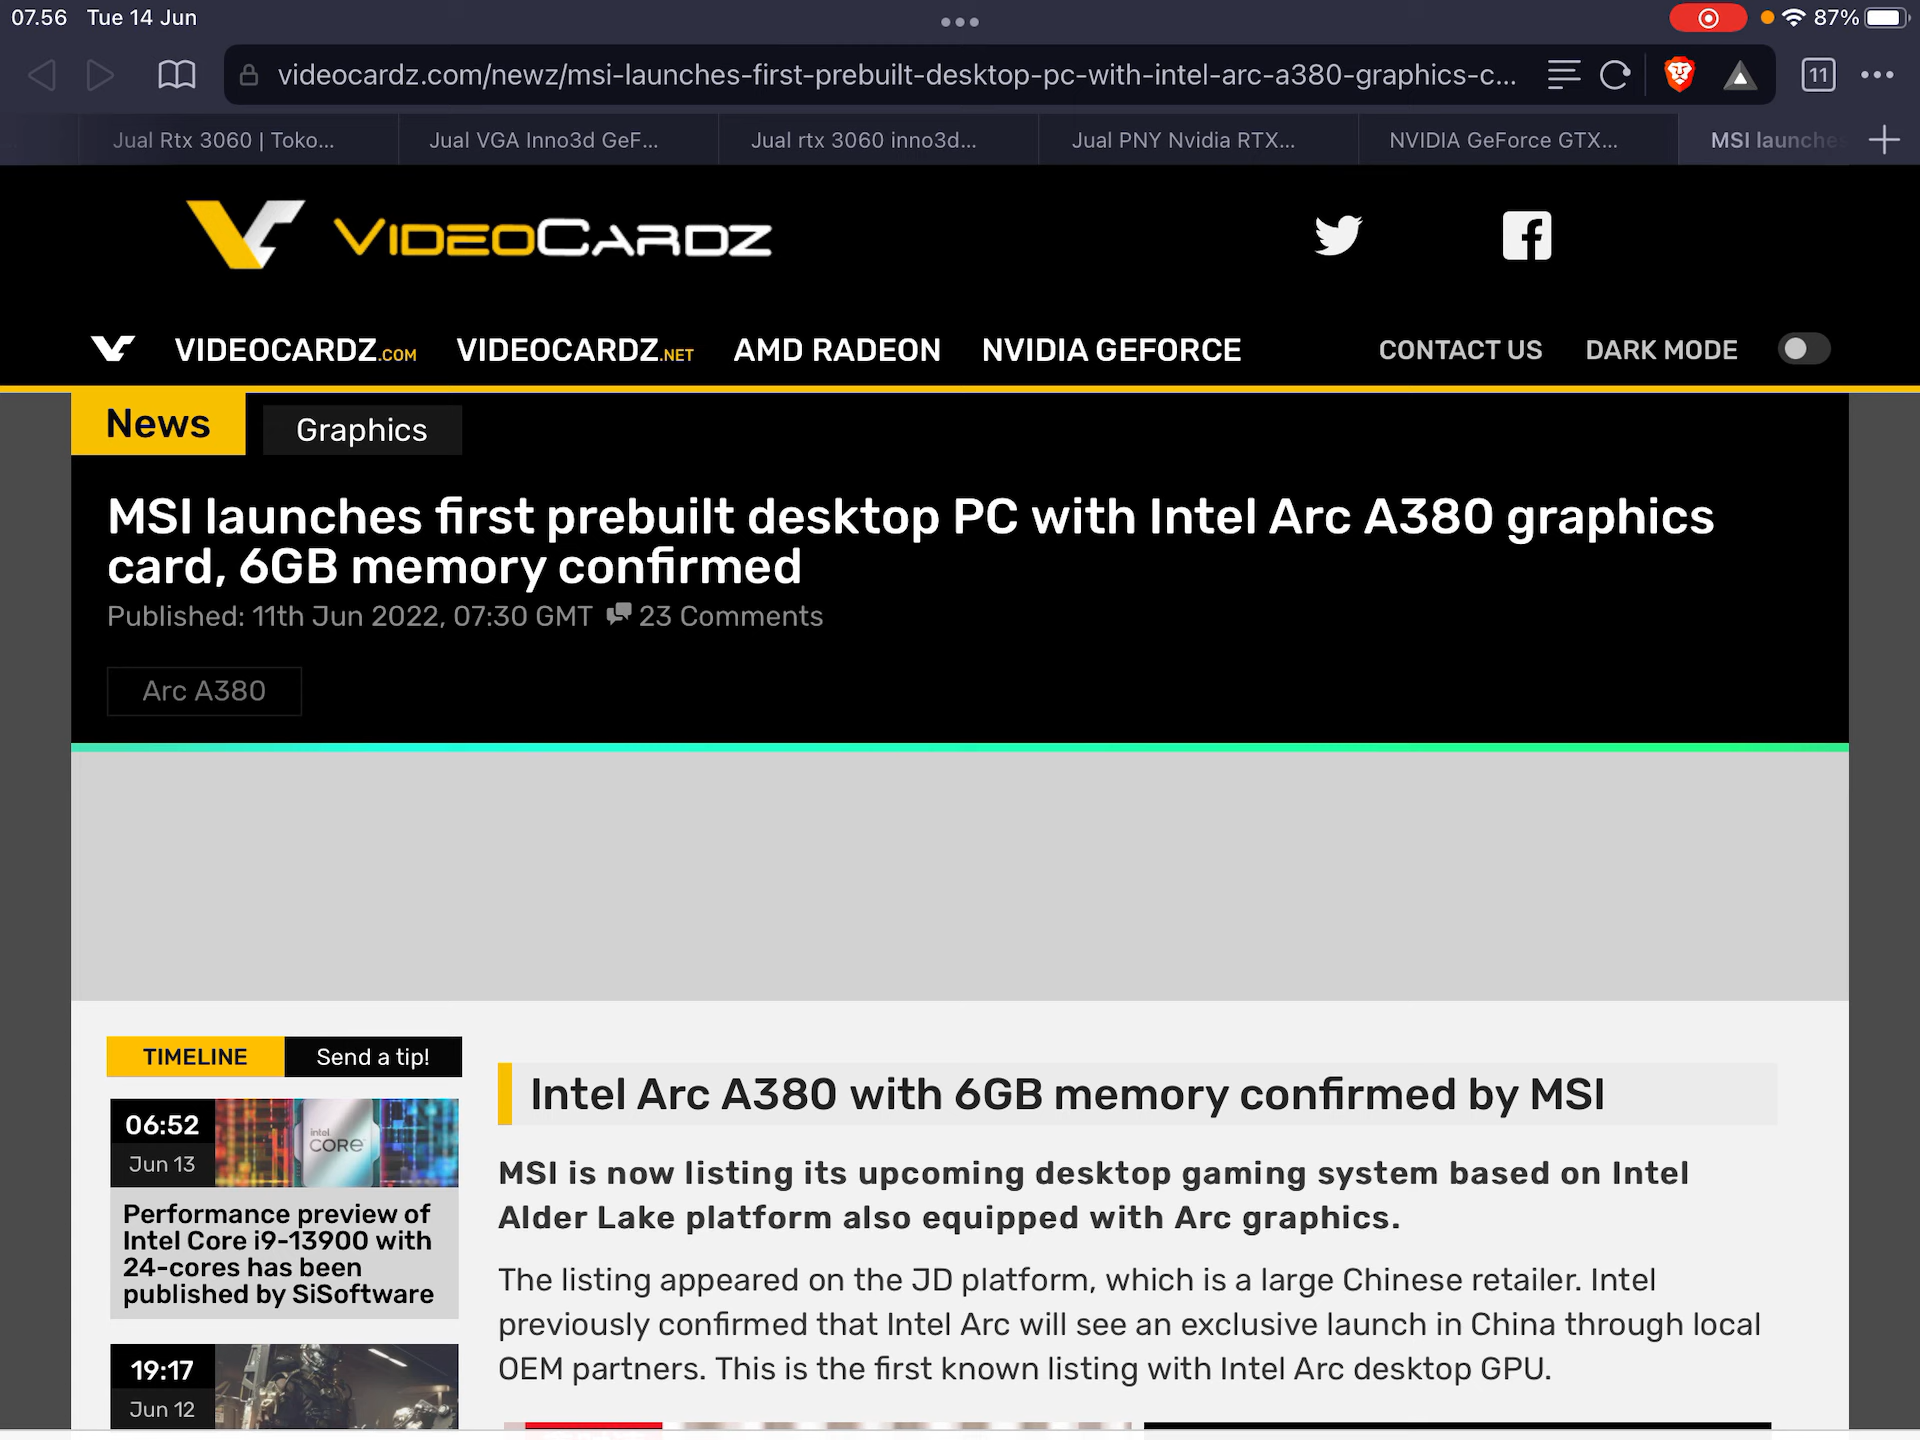 07.56 Tue 14 Jun
87%
videocardz.com/newz/msi-launches-first-prebuilt-desktop-pc-with-intel-arc-a380-graphics-c...
11
Jual Rtx 3060 | Toko...
Jual VGA Inno3d GeF...
Jual rtx 3060 inno3d...
Jual PNY Nvidia RTX...
NVIDIA GeForce GTX...
MSI launche
VIDEOCARDZ
VIDEOCARDZ.COM
VIDEOCARDZ.NET
AMD RADEON
NVIDIA GEFORCE
CONTACT US
DARK MODE
News
Graphics
MSI launches first prebuilt desktop PC with Intel Arc A380 graphics
card, 6GB memory confirmed
Published: 11th Jun 2022, 07:30 GMT 23 Comments
Arc A380
TIMELINE
Send a tip!
06:52
Jun 13
intel
CORE
Performance preview of
Intel Core i9-13900 with
24-cores has been
published by SiSoftware
19:17
Jun 12
Intel Arc A380 with 6GB memory confirmed by MSI
MSI is now listing its upcoming desktop gaming system based on Intel
Alder Lake platform also equipped with Arc graphics.
The listing appeared on the JD platform, which is a large Chinese retailer. Intel
previously confirmed that Intel Arc will see an exclusive launch in China through local
OEM partners. This is the first known listing with Intel Arc desktop GPU.